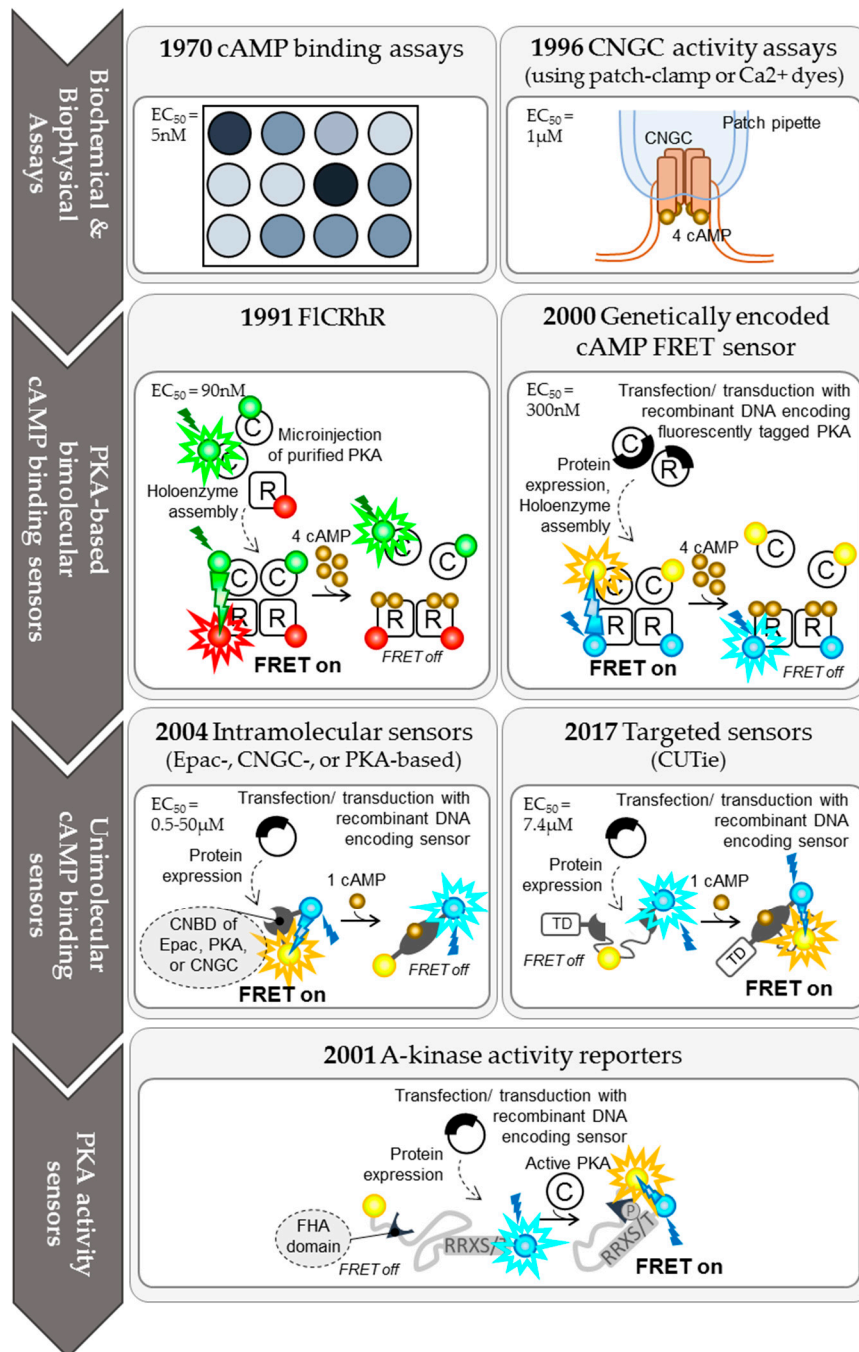 Biochemical &
Biophysical
Assays
1970 cAMP binding assays
EC50 =
5nM
1996 CNGC activity assays
(using patch-clamp or Ca2+ dyes)
EC50 =
1µM
CNGC
Patch pipette
4 cAMP
PKA-based
bimolecular
cAMP binding sensors
1991 FlCRhR
EC50 = 90nM
C
C
Microinjection
of purified PKA
R
Holoenzyme
assembly
4 cAMP
C
C
C C
R R
R R
FRET on
FRET off
2000 Genetically encoded
cAMP FRET sensor
EC50 =
300nM
Transfection/ transduction with
recombinant DNA encoding
fluorescently tagged PKA
C
R
Protein
expression,
Holoenzyme
assembly
4 cAMP
C
C
C C
R R
R R
FRET on
FRET off
Unimolecular
cAMP binding
sensors
2004 Intramolecular sensors
(Epac-, CNGC-, or PKA-based)
EC50 =
0.5-50µM
Transfection/ transduction with
recombinant DNA
encoding sensor
Protein
expression
1 cAMP
CNBD of
Epac, PKA,
or CNGC
FRET on
FRET off
2017 Targeted sensors
(CUTie)
EC50 =
7.4µM
Transfection/ transduction with
recombinant DNA
encoding sensor
Protein
expression
1 cAMP
TD
FRET off
TD
FRET on
PKA activity
sensors
2001 A-kinase activity reporters
Transfection/ transduction with
recombinant DNA
encoding sensor
Protein
expression
Active PKA
C
FHA
domain
FRET off
RRXS/
P
RRXS/T
FRET on